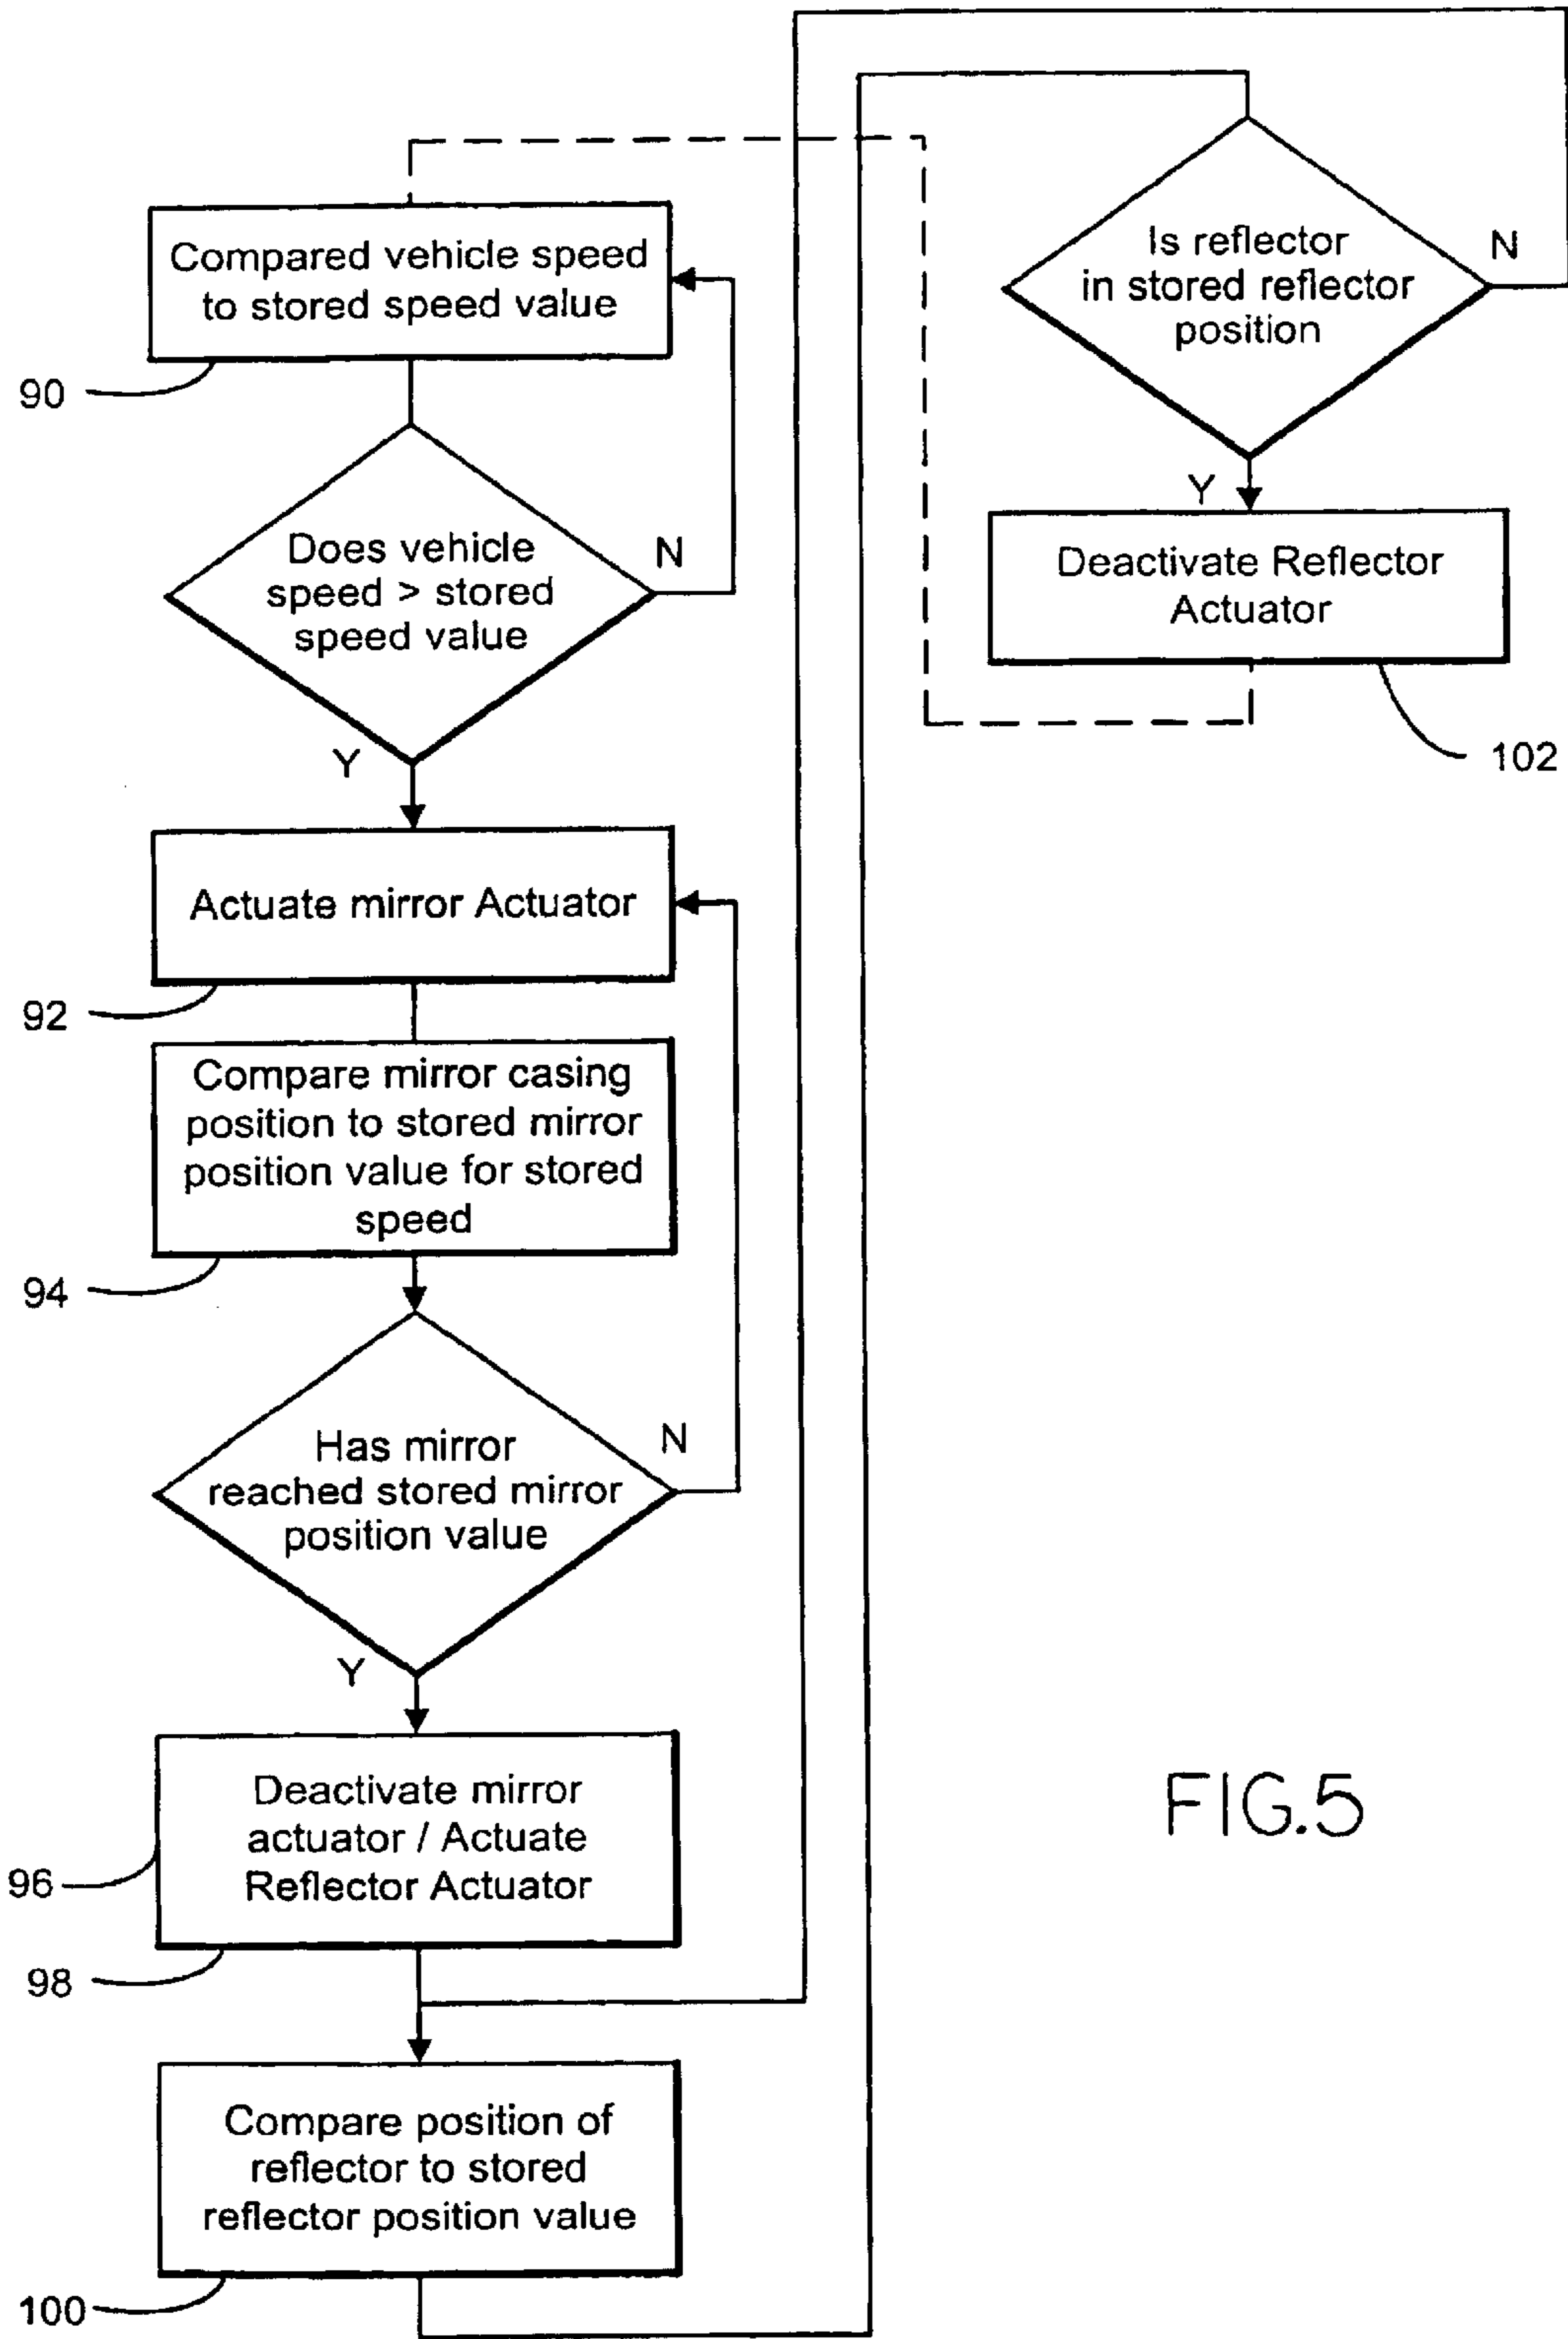 Compared vehicle speed
to stored speed value
90
Does vehicle
speed > stored
speed value
N
Y
Actuate mirror Actuator
92
Compare mirror casing
position to stored mirror
position value for stored
speed
94
Has mirror
reached stored mirror
position value
N
Y
Deactivate mirror
actuator / Actuate
Reflector Actuator
96
98
Compare position of
reflector to stored
reflector position value
100
Is reflector
in stored reflector
position
N
Y
Deactivate Reflector
Actuator
102
FIG.5